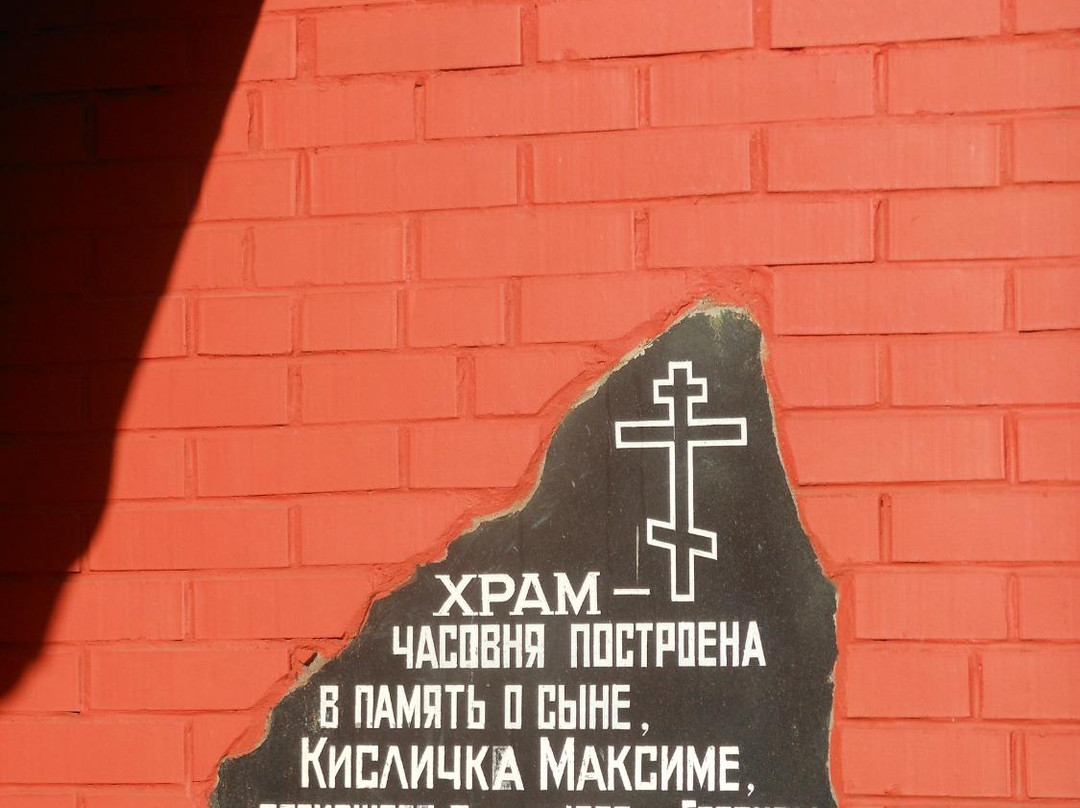 ХРАМ –
ЧАСОВНЯ ПОСТРОЕНА
В ПАМЯТЬ О СЫНЕ,
КИСЛИЧКА МАКСИМЕ,